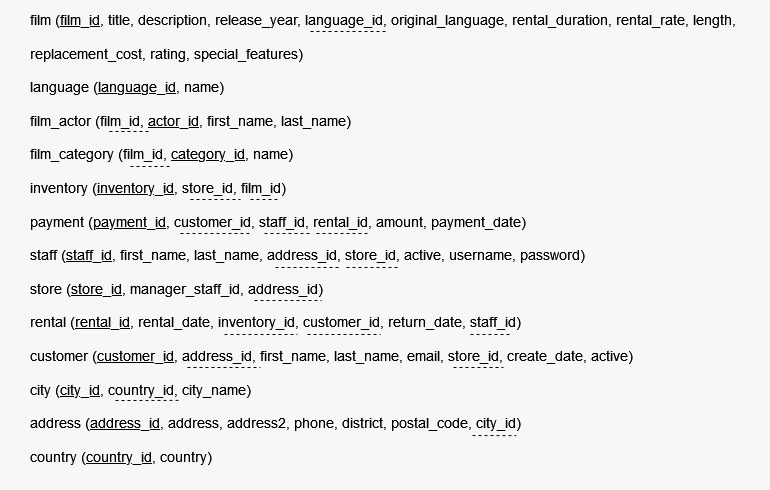 film (film_id, title, description, release_year, language_id, original_language, rental_duration, rental_rate, length,
replacement_cost, rating, special_features)
language (language_id, name)
film_actor (film_id, actor_id, first_name, last_name)
film_category (film_id, category_id, name)
inventory (inventory_id, store_id, film_id)
payment (payment_id, customer_id, staff_id, rental_id, amount, payment_date)
staff (staff_id, first_name, last_name, address_id, store_id, active, username, password)
store (store_id, manager_staff_id, address_id)
rental (rental_id, rental_date, inventory_id, customer_id, return_date, staff_id)
customer (customer_id, address_id, first_name, last_name, email, store_id, create_date, active)
city (city_id, country_id, city_name)
address (address_id, address, address2, phone, district, postal_code, city_id)
country (country_id, country)